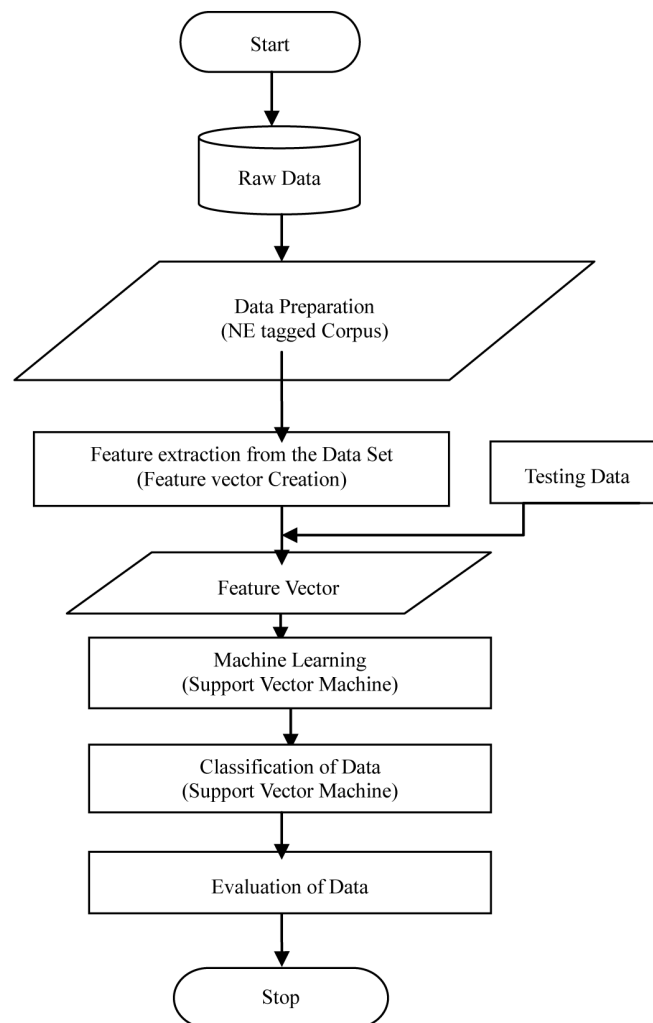 Start
Raw Data
Data Preparation
(NE tagged Corpus)
Feature extraction from the Data Set
(Feature vector Creation)
Testing Data
Feature Vector
Machine Learning
(Support Vector Machine)
Classification of Data
(Support Vector Machine)
Evaluation of Data
Stop